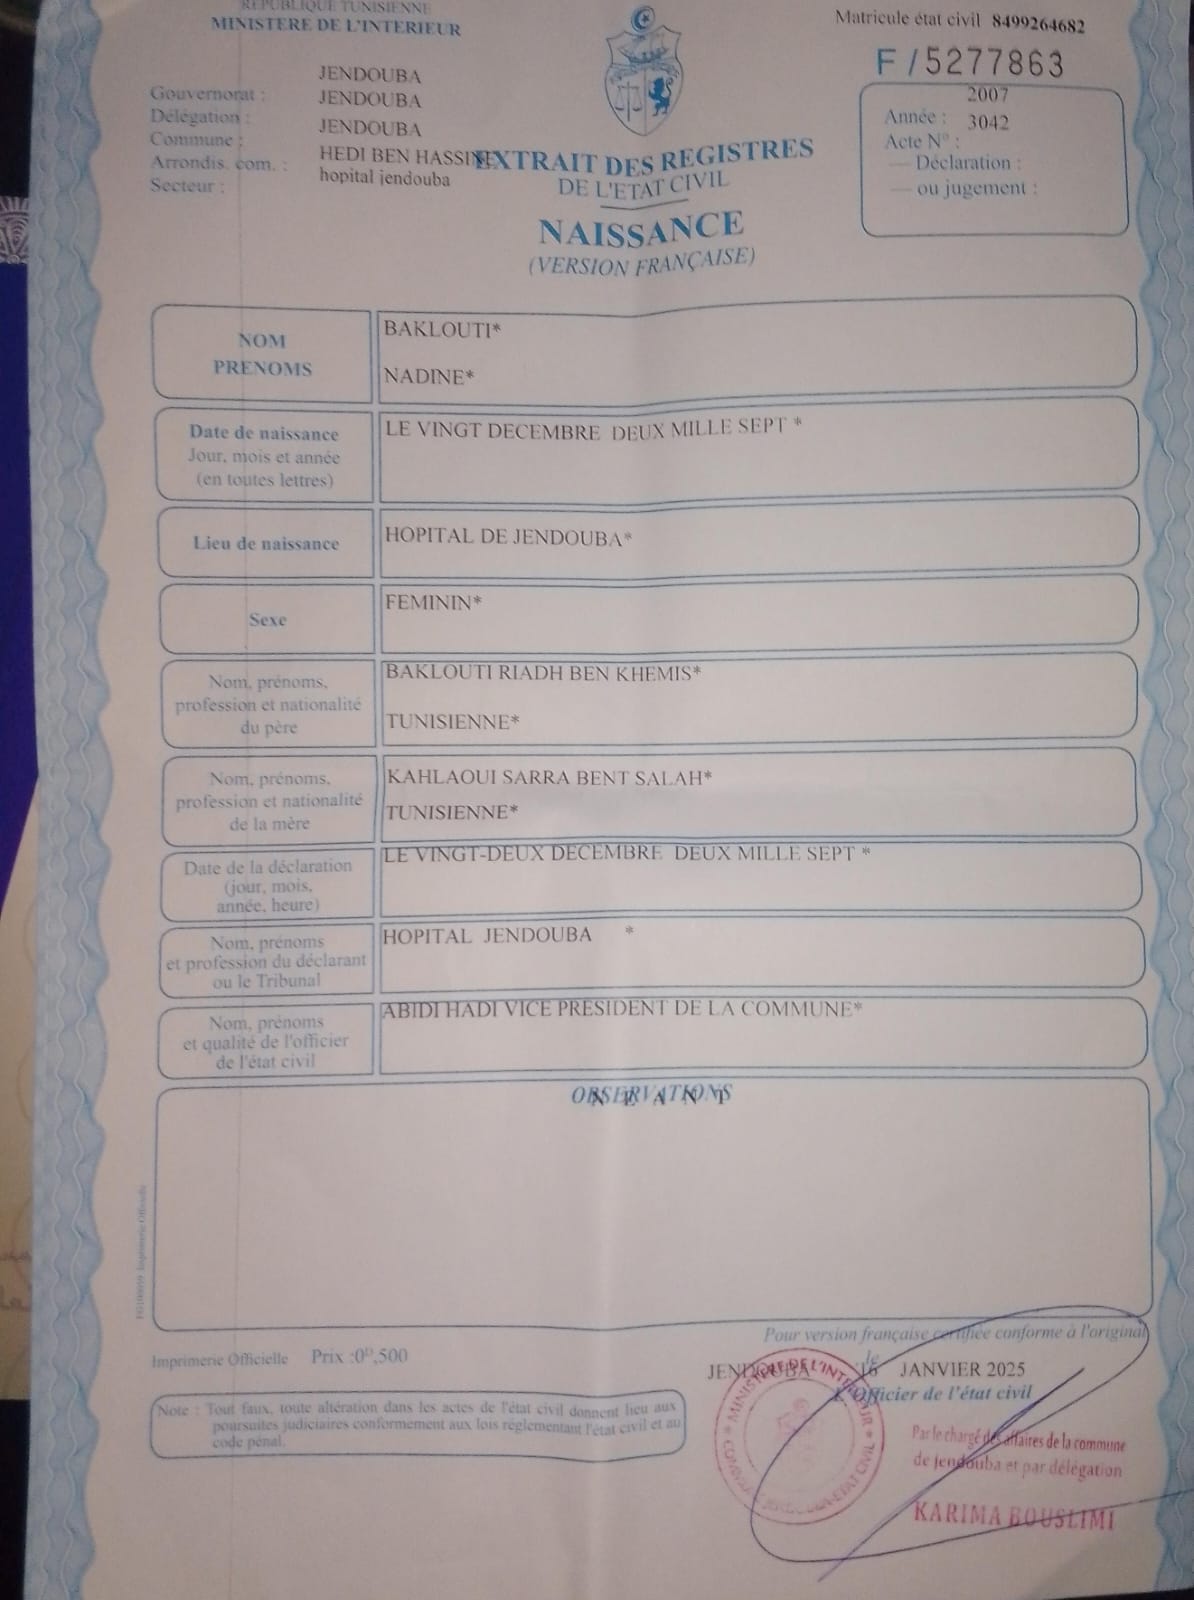 REPUBLIQUE TUNISIENNE
MINISTERE DE L'INTERIEUR
Matricule état civil 8499264682
F/5277863
Gouvernorat : JENDOUBA
Délégation : JENDOUBA
Commune : JENDOUBA
Arrondis. com. : HEDI BEN HASSINE
Secteur : hopital jendouba
2007
Année : 3042
Acte N° :
— Déclaration :
— ou jugement :
EXTRAIT DES REGISTRES
DE L'ETAT CIVIL
NAISSANCE
(VERSION FRANÇAISE)
NOM
PRENOMS
BAKLOUTI*
NADINE*
Date de naissance
Jour, mois et année
(en toutes lettres)
LE VINGT DECEMBRE DEUX MILLE SEPT *
Lieu de naissance
HOPITAL DE JENDOUBA*
Sexe
FEMININ*
Nom, prénoms,
profession et nationalité
du père
BAKLOUTI RIADH BEN KHEMIS*
TUNISIENNE*
Nom, prénoms,
profession et nationalité
de la mère
KAHLAOUI SARRA BENT SALAH*
TUNISIENNE*
Date de la déclaration
(jour, mois,
année, heure)
LE VINGT-DEUX DECEMBRE DEUX MILLE SEPT *
Nom, prénoms
et profession du déclarant
ou le Tribunal
HOPITAL JENDOUBA *
Nom, prénoms
et qualité de l'officier
de l'état civil
ABIDI HADI VICE PRESIDENT DE LA COMMUNE*
OBSERVATIONS
N E A N T
Imprimerie Officielle
Prix :0ᴰ,500
Pour version française certifiée conforme à l'original
JENDOUBA le 16 JANVIER 2025
L'Officier de l'état civil
Note : Tout faux, toute altération dans les actes de l'état civil donnent lieu aux
poursuites judiciaires conformement aux lois réglementant l'état civil et au
code pénal.
MINISTERE DE L'INTERIEUR
Par le chargé des affaires de la commune
de jendouba et par délégation
KARIMA BOUSLIMI